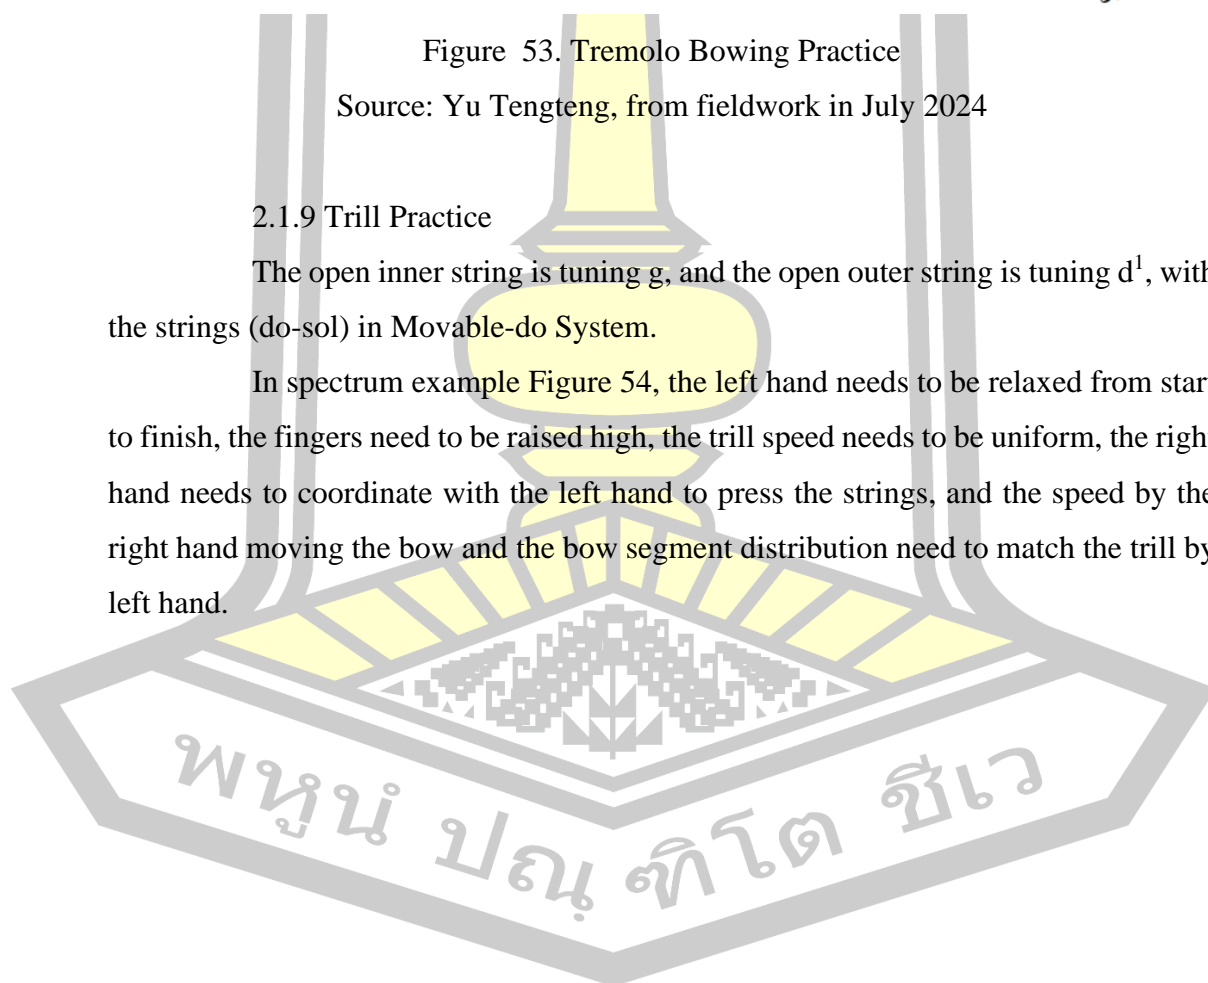 Figure 53. Tremolo Bowing Practice
Source: Yu Tengteng, from fieldwork in July 2024
2.1.9 Trill Practice
The open inner string is tuning g, and the open outer string is tuning d¹, with
the strings (do-sol) in Movable-do System.
In spectrum example Figure 54, the left hand needs to be relaxed from start
to finish, the fingers need to be raised high, the trill speed needs to be uniform, the right
hand needs to coordinate with the left hand to press the strings, and the speed by the
right hand moving the bow and the bow segment distribution need to match the trill by
left hand.
พหูนํ ปณฺฑิโต ชีเว